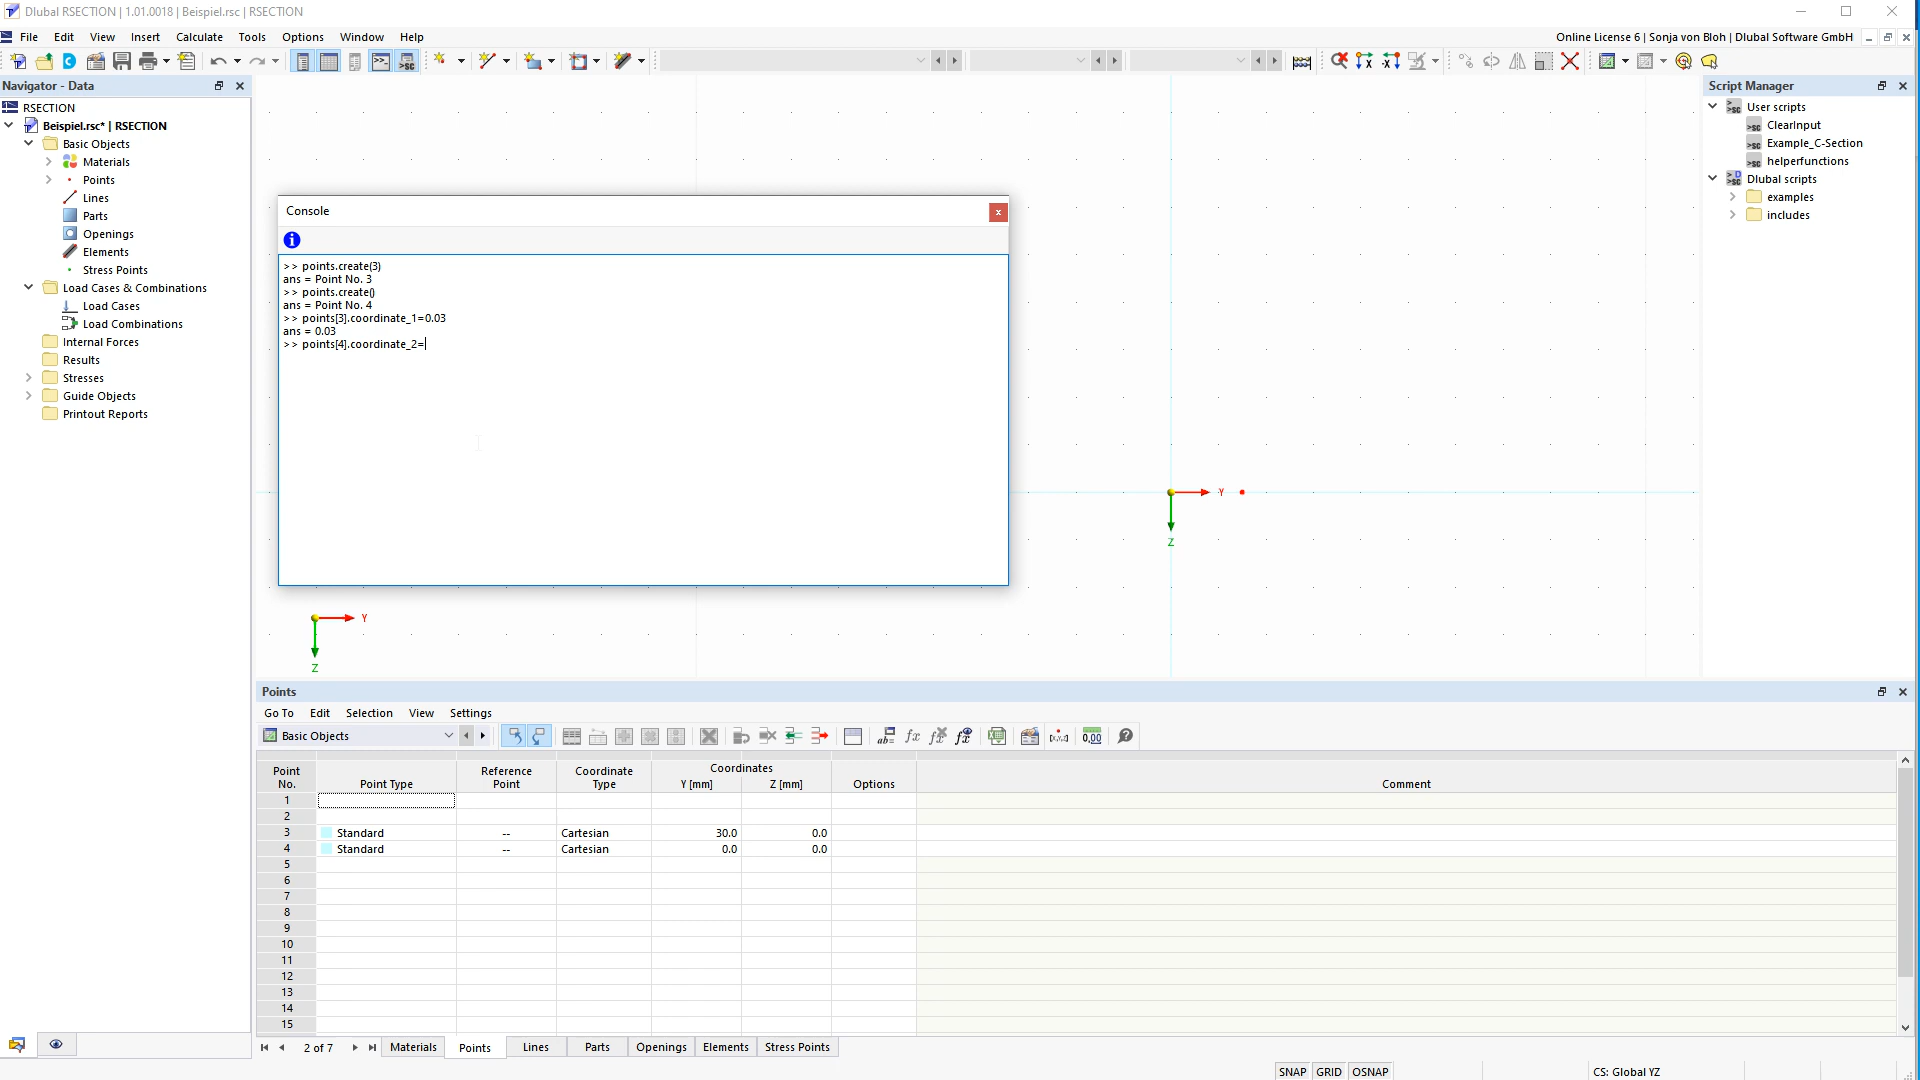 Dlubal RSECTION | 1.01.0018 | Beispiel.rsc | RSECTION
File Edit View Insert Calculate Tools Options Window Help
Online License 6 | Sonja von Bloh | Dlubal Software GmbH
Navigator - Data
RSECTION
Beispiel.rsc* | RSECTION
Basic Objects
Materials
Points
Lines
Parts
Openings
Elements
Stress Points
Load Cases & Combinations
Load Cases
Load Combinations
Internal Forces
Results
Stresses
Guide Objects
Printout Reports
Console
>> points.create(3)
ans = Point No. 3
>> points.create()
ans = Point No. 4
>> points[3].coordinate_1=0.03
ans = 0.03
>> points[4].coordinate_2=
Y
Z
Y
Z
Script Manager
User scripts
ClearInput
Example_C-Section
helperfunctions
Dlubal scripts
examples
includes
Points
Go To Edit Selection View Settings
Basic Objects
Point No. Point Type Reference Point Coordinate Type Coordinates Y [mm] Z [mm] Options Comment
1
2
3 Standard -- Cartesian 30.0 0.0
4 Standard -- Cartesian 0.0 0.0
5
6
7
8
9
10
11
12
13
14
15
2 of 7 Materials Points Lines Parts Openings Elements Stress Points
SNAP GRID OSNAP CS: Global YZ